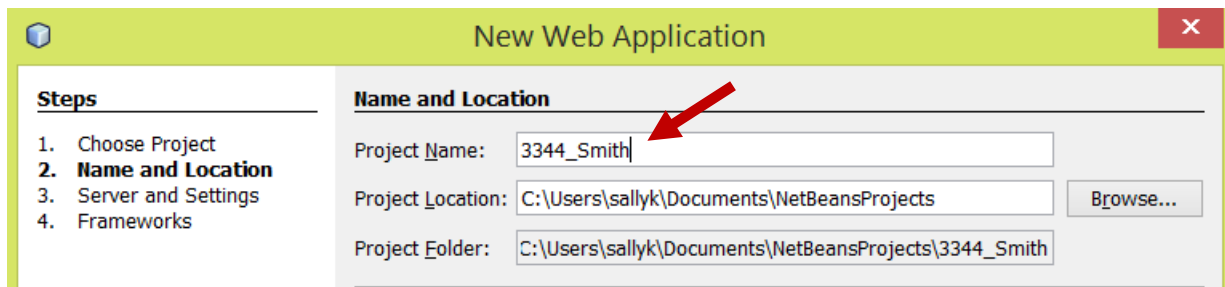 New Web Application
Steps
1. Choose Project
2. Name and Location
3. Server and Settings
4. Frameworks
Name and Location
Project Name: 3344_Smith
Project Location: C:\Users\sallyk\Documents\NetBeansProjects Browse...
Project Folder: C:\Users\sallyk\Documents\NetBeansProjects\3344_Smith